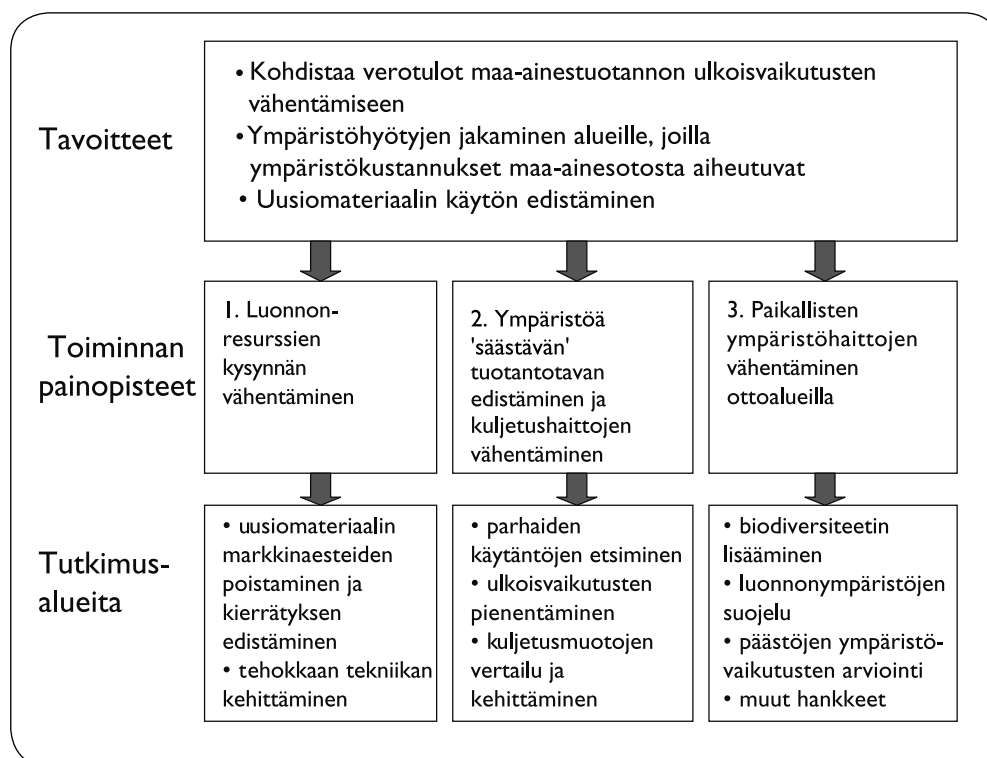 Tavoitteet
• Kohdistaa verotulot maa-ainestuotannon ulkoisvaikutusten
vähentämiseen
•Ympäristöhyötyjen jakaminen alueille, joilla
ympäristökustannukset maa-ainesotosta aiheutuvat
• Uusiomateriaalin käytön edistäminen
Toiminnan
painopisteet
1. Luonnon-
resurssien
kysynnän
vähentäminen
2. Ympäristöä
'säästävän'
tuotantotavan
edistäminen ja
kuljetushaittojen
vähentäminen
3. Paikallisten
ympäristöhaittojen
vähentäminen
ottoalueilla
Tutkimus-
alueita
• uusiomateriaalin
markkinaesteiden
poistaminen ja
kierrätyksen
edistäminen
• tehokkaan tekniikan
kehittäminen
• parhaiden
käytäntöjen etsiminen
• ulkoisvaikutusten
pienentäminen
• kuljetusmuotojen
vertailu ja
kehittäminen
• biodiversiteetin
lisääminen
• luonnonympäristöjen
suojelu
• päästöjen ympäristö-
vaikutusten arviointi
• muut hankkeet